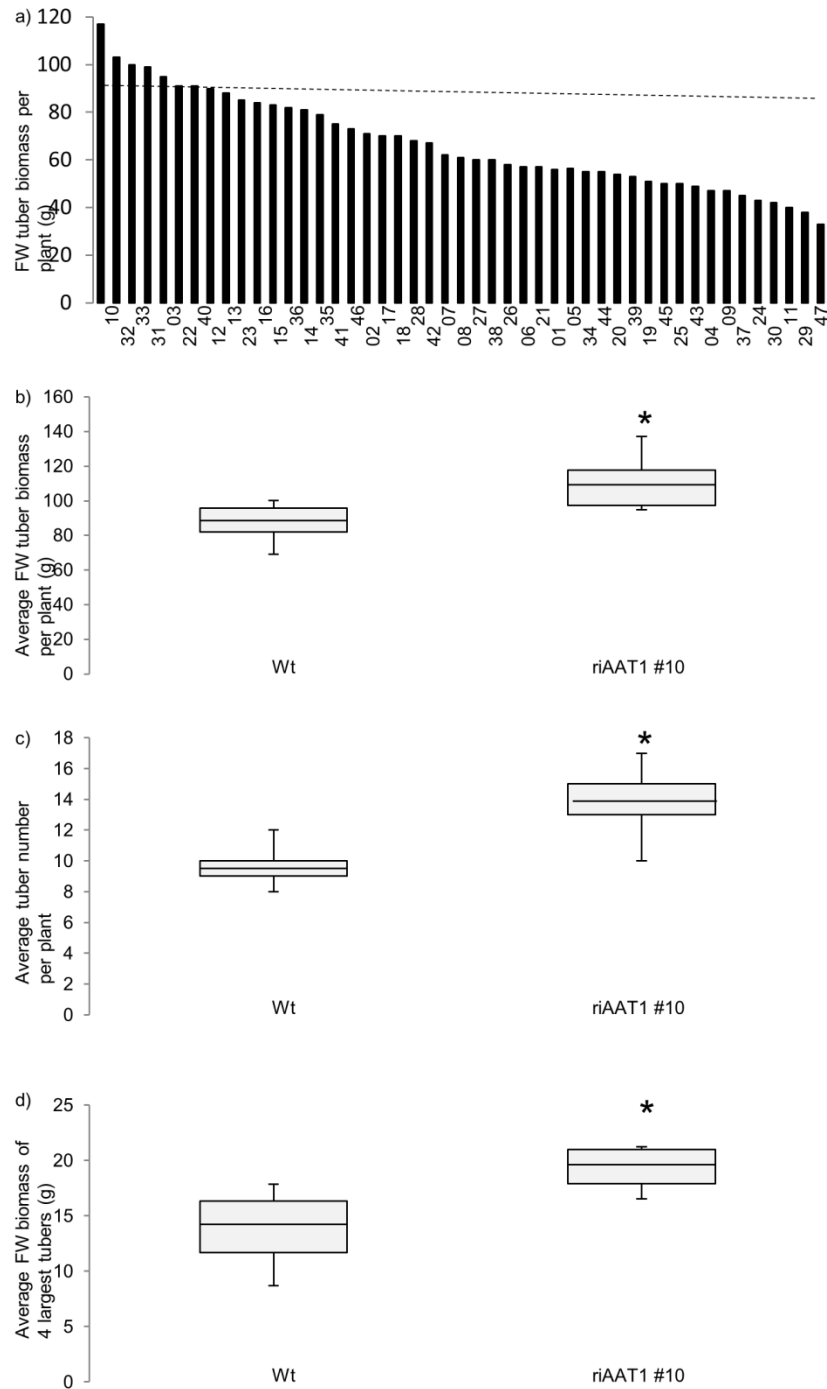 a)
FW tuber biomass per
plant (g)
120
100
80
60
40
20
0
10 32 33 31 03 22 40 12 13 23 16 15 36 14 35 41 46 02 17 18 28 42 07 08 27 38 26 06 21 01 05 34 44 20 39 19 45 25 43 04 09 37 24 30 11 29 47
b)
Average FW tuber biomass
per plant (g)
160
140
120
100
80
60
40
20
0
*
Wt
riAAT1 #10
c)
Average tuber number
per plant
18
16
14
12
10
8
6
4
2
0
*
Wt
riAAT1 #10
d)
Average FW biomass of
4 largest tubers (g)
25
20
15
10
5
0
*
Wt
riAAT1 #10